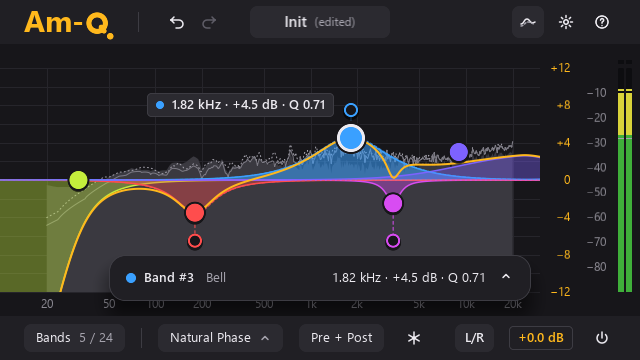 Am-Q
Init (edited)
1.82 kHz · +4.5 dB · Q 0.71
+12
+8
+4
0
−4
−8
−12
−10
−20
−30
−40
−50
−60
−70
−80
Band #3 Bell 1.82 kHz · +4.5 dB · Q 0.71
20 50 100 200 500 1k 2k 5k 10k 20k
Bands 5 / 24 Natural Phase Pre + Post L/R +0.0 dB